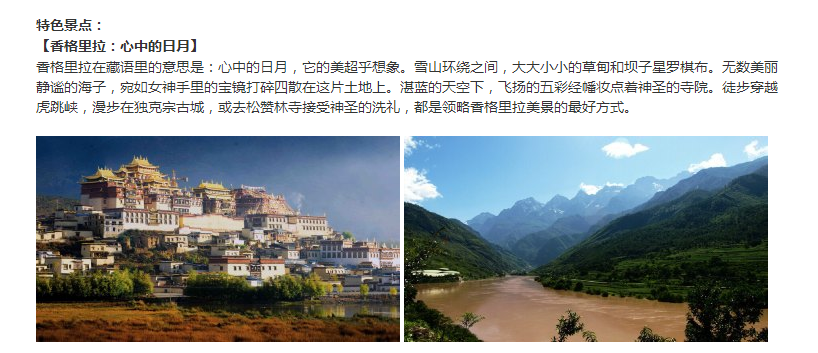 特色景点：
【香格里拉：心中的日月】
香格里拉在藏语里的意思是：心中的日月，它的美超乎想象。雪山环绕之间，大大小小的草甸和坝子星罗棋布。无数美丽
静谧的海子，宛如女神手里的宝镜打碎四散在这片土地上。湛蓝的天空下，飞扬的五彩经幡妆点着神圣的寺院。徒步穿越
虎跳峡，漫步在独克宗古城，或去松赞林寺接受神圣的洗礼，都是领略香格里拉美景的最好方式。